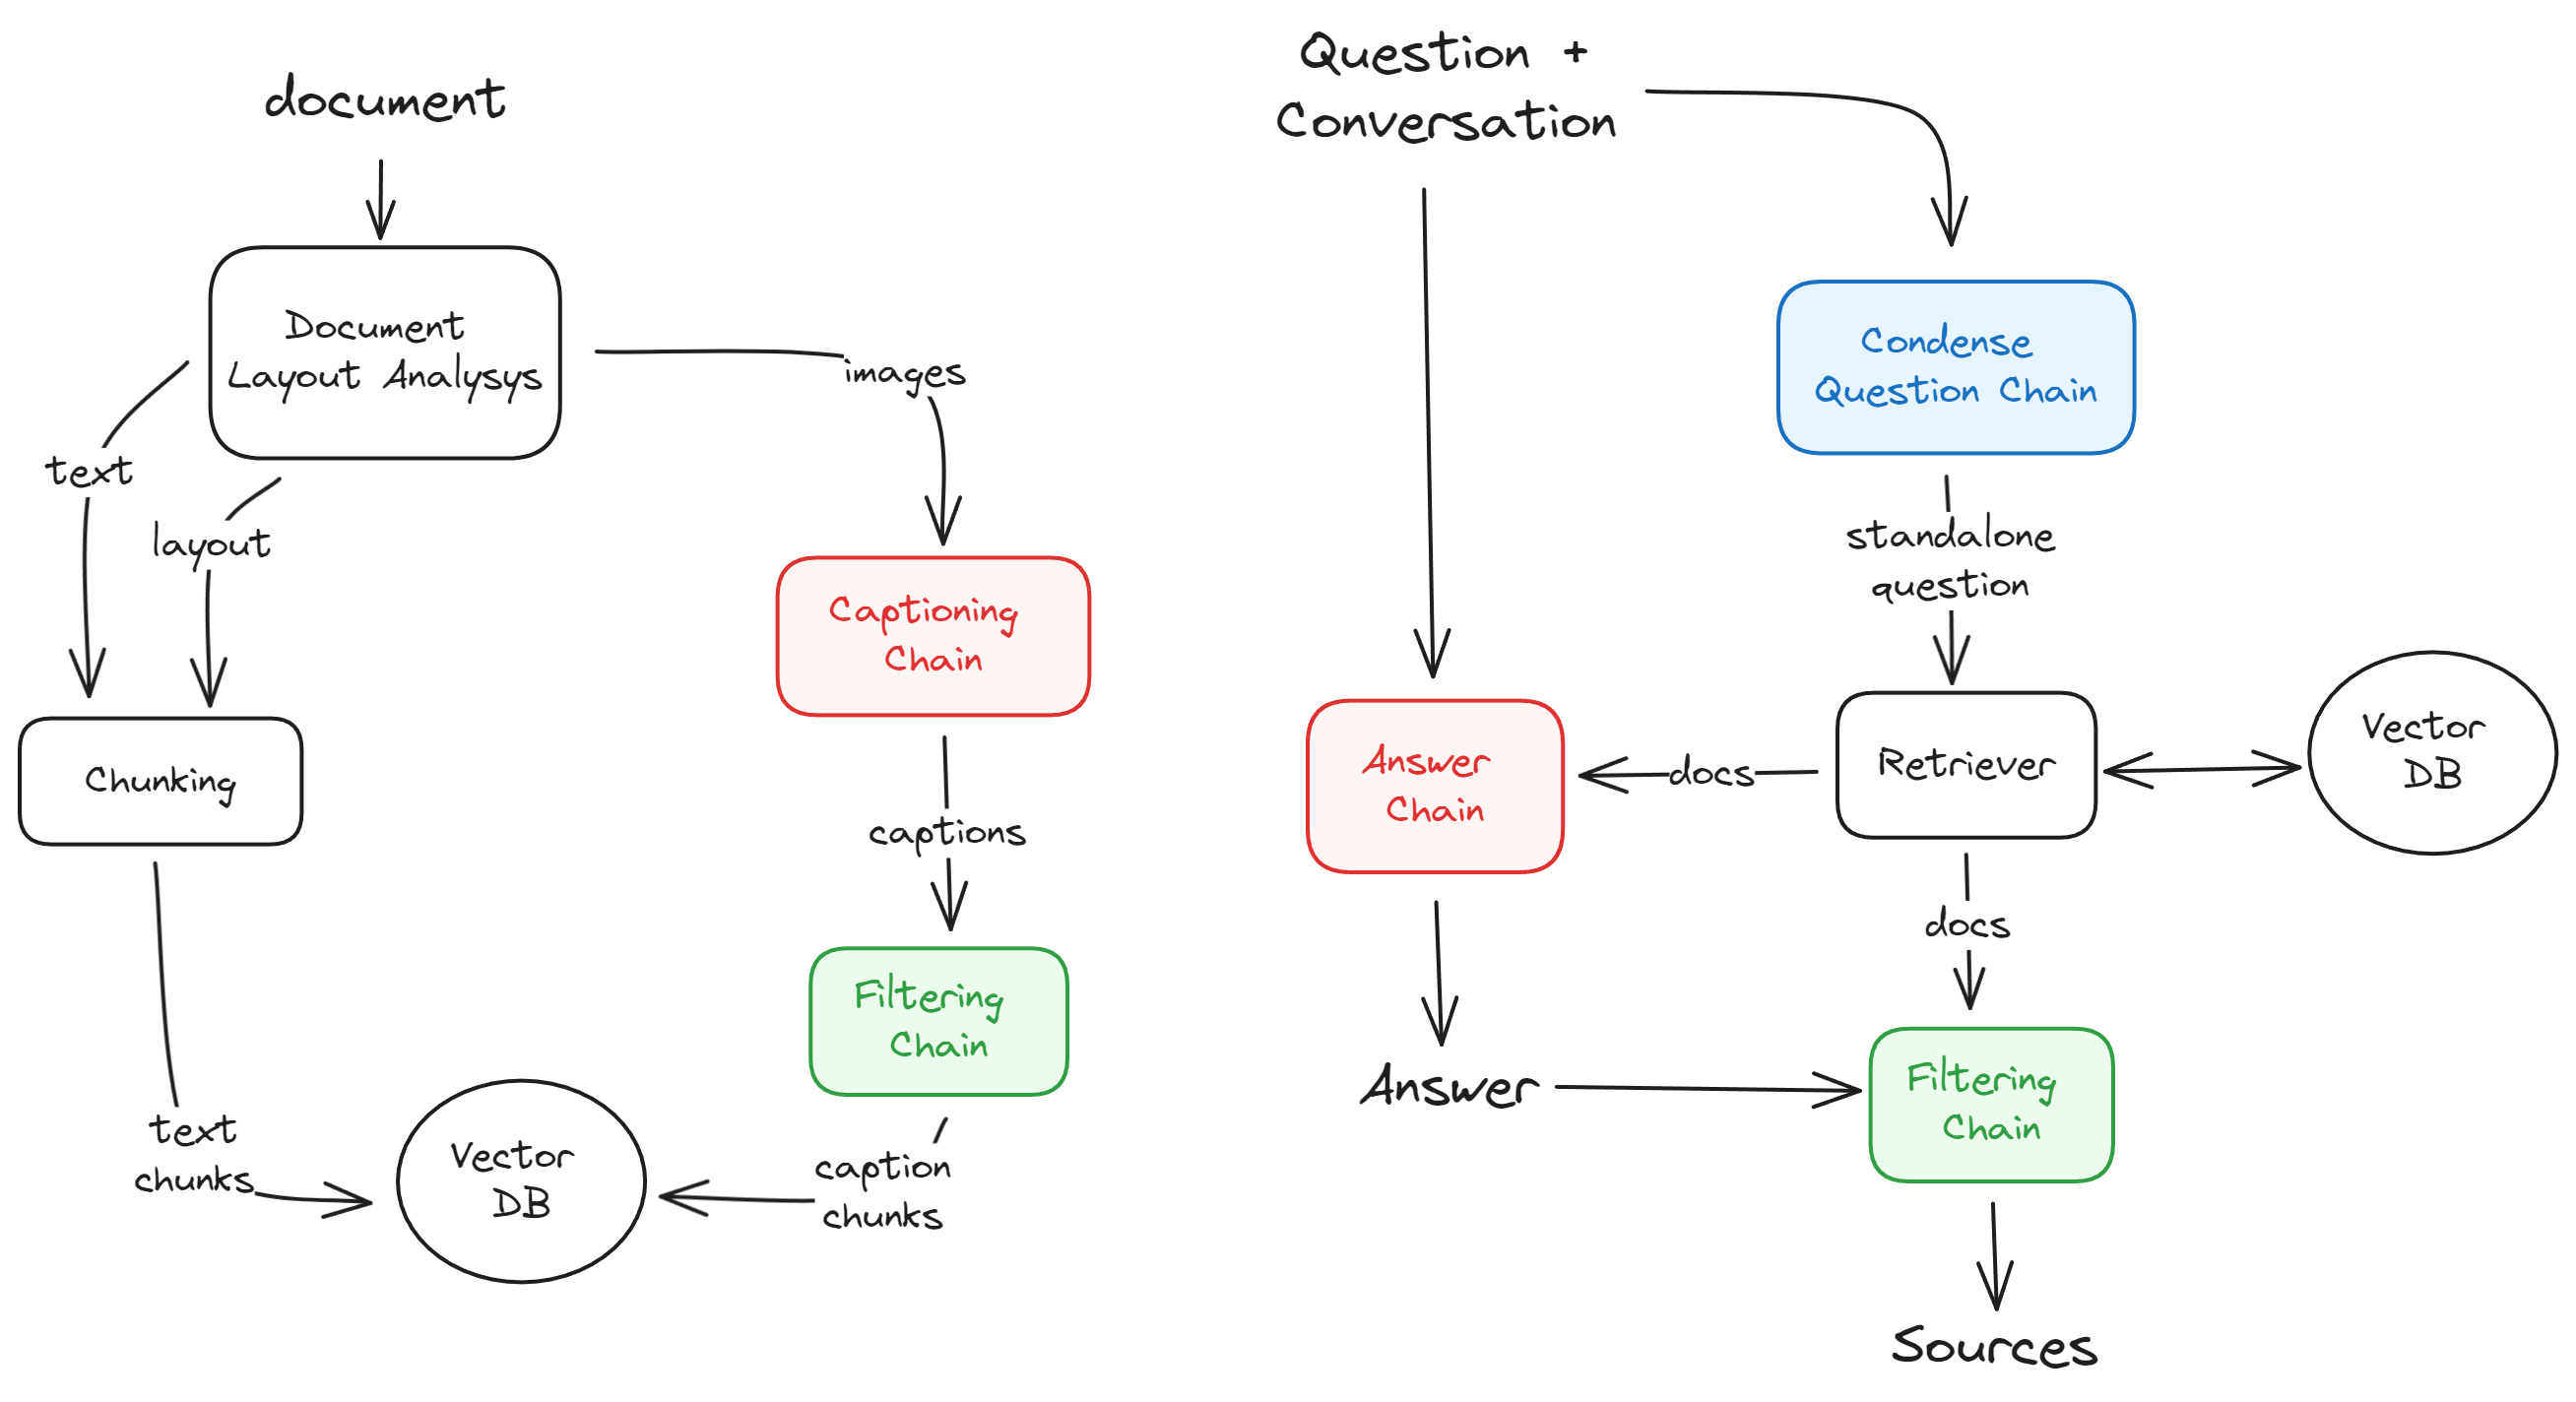 document
Document
Layout Analysys
images
text
layout
Captioning
Chain
Chunking
captions
Filtering
Chain
text
chunks
Vector
DB
caption
chunks
Question +
Conversation
Condense
Question Chain
standalone
question
Answer
Chain
docs
Retriever
Vector
DB
docs
Answer
Filtering
Chain
Sources